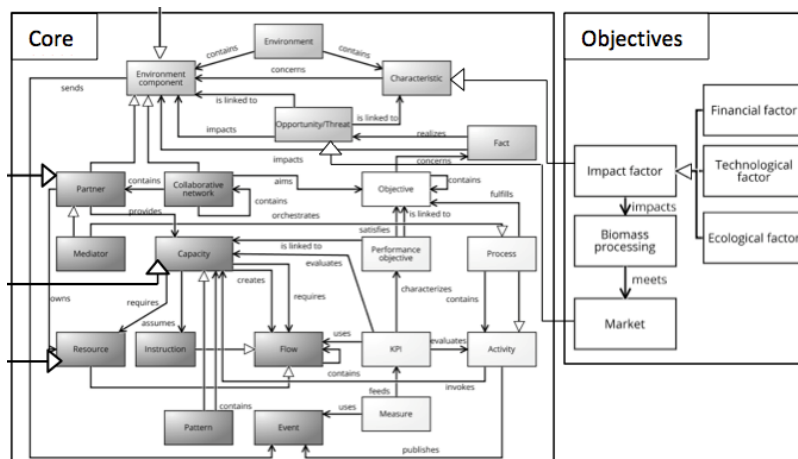 Core
Objectives
Environment
contains
contains
Environment
component
concerns
Characteristic
sends
is linked to
is linked to
Opportunity/Threat
impacts
realizes
Fact
impacts
concerns
Partner
contains
Collaborative
network
aims
Objective
contains
contains
fulfills
provides
orchestrates
is linked to
satisfies
Mediator
Capacity
is linked to
Performance
objective
Process
evaluates
creates
owns
requires
requires
characterizes
contains
assumes
Resource
Instruction
Flow
uses
KPI
evaluates
Activity
contains
invokes
feeds
contains
Pattern
Event
uses
Measure
publishes
Financial factor
Impact factor
Technological
factor
impacts
Biomass
processing
Ecological factor
meets
Market